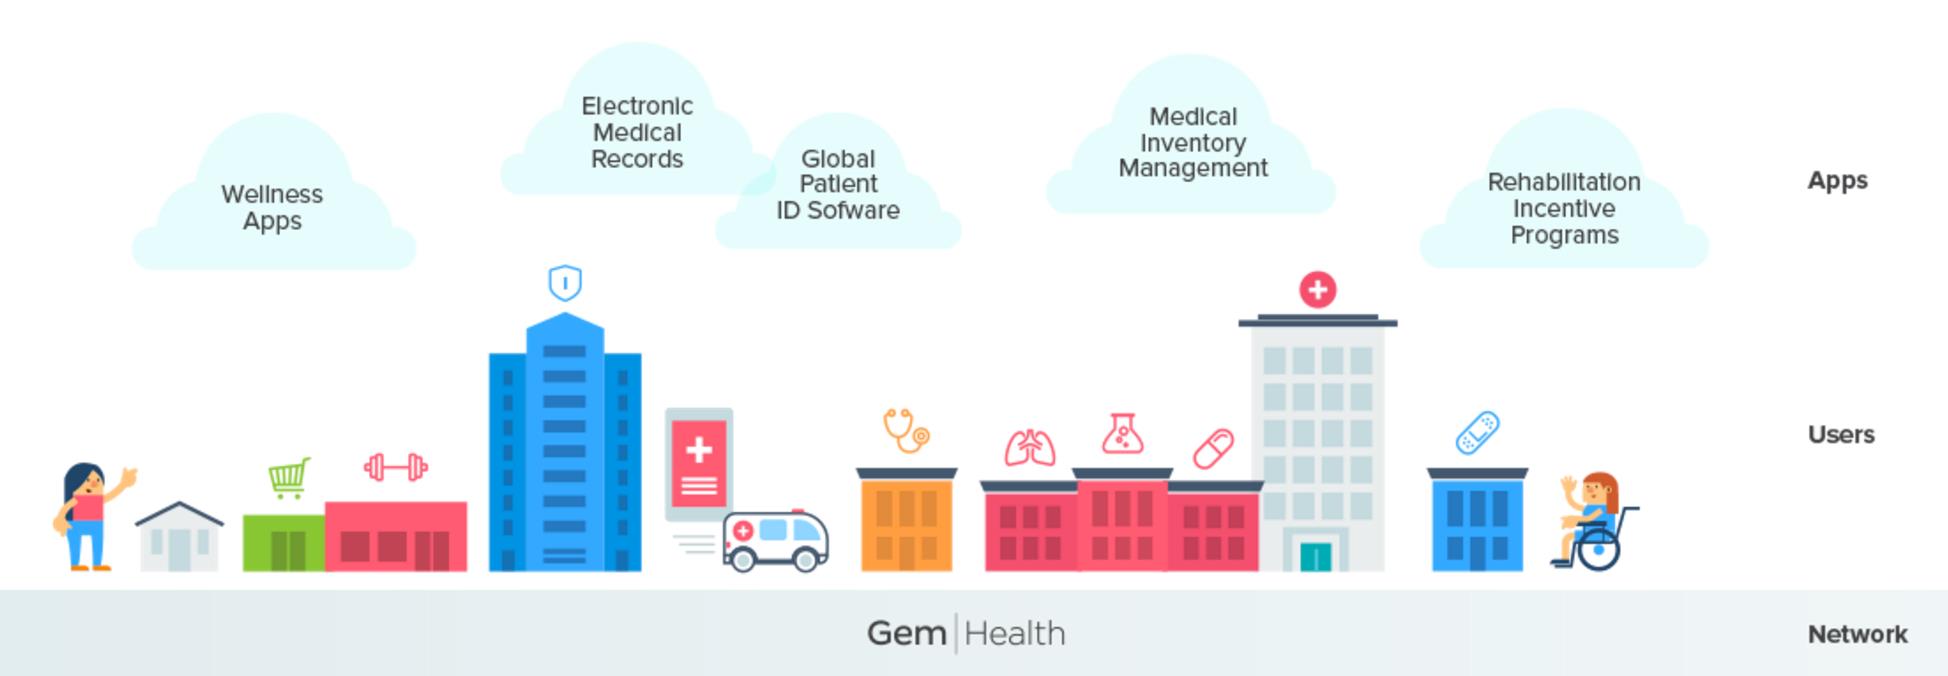 Wellness
Apps
Electronic
Medical
Records
Global
Patient
ID Sofware
Medical
Inventory
Management
Rehabilitation
Incentive
Programs
Apps
Users
Gem | Health
Network